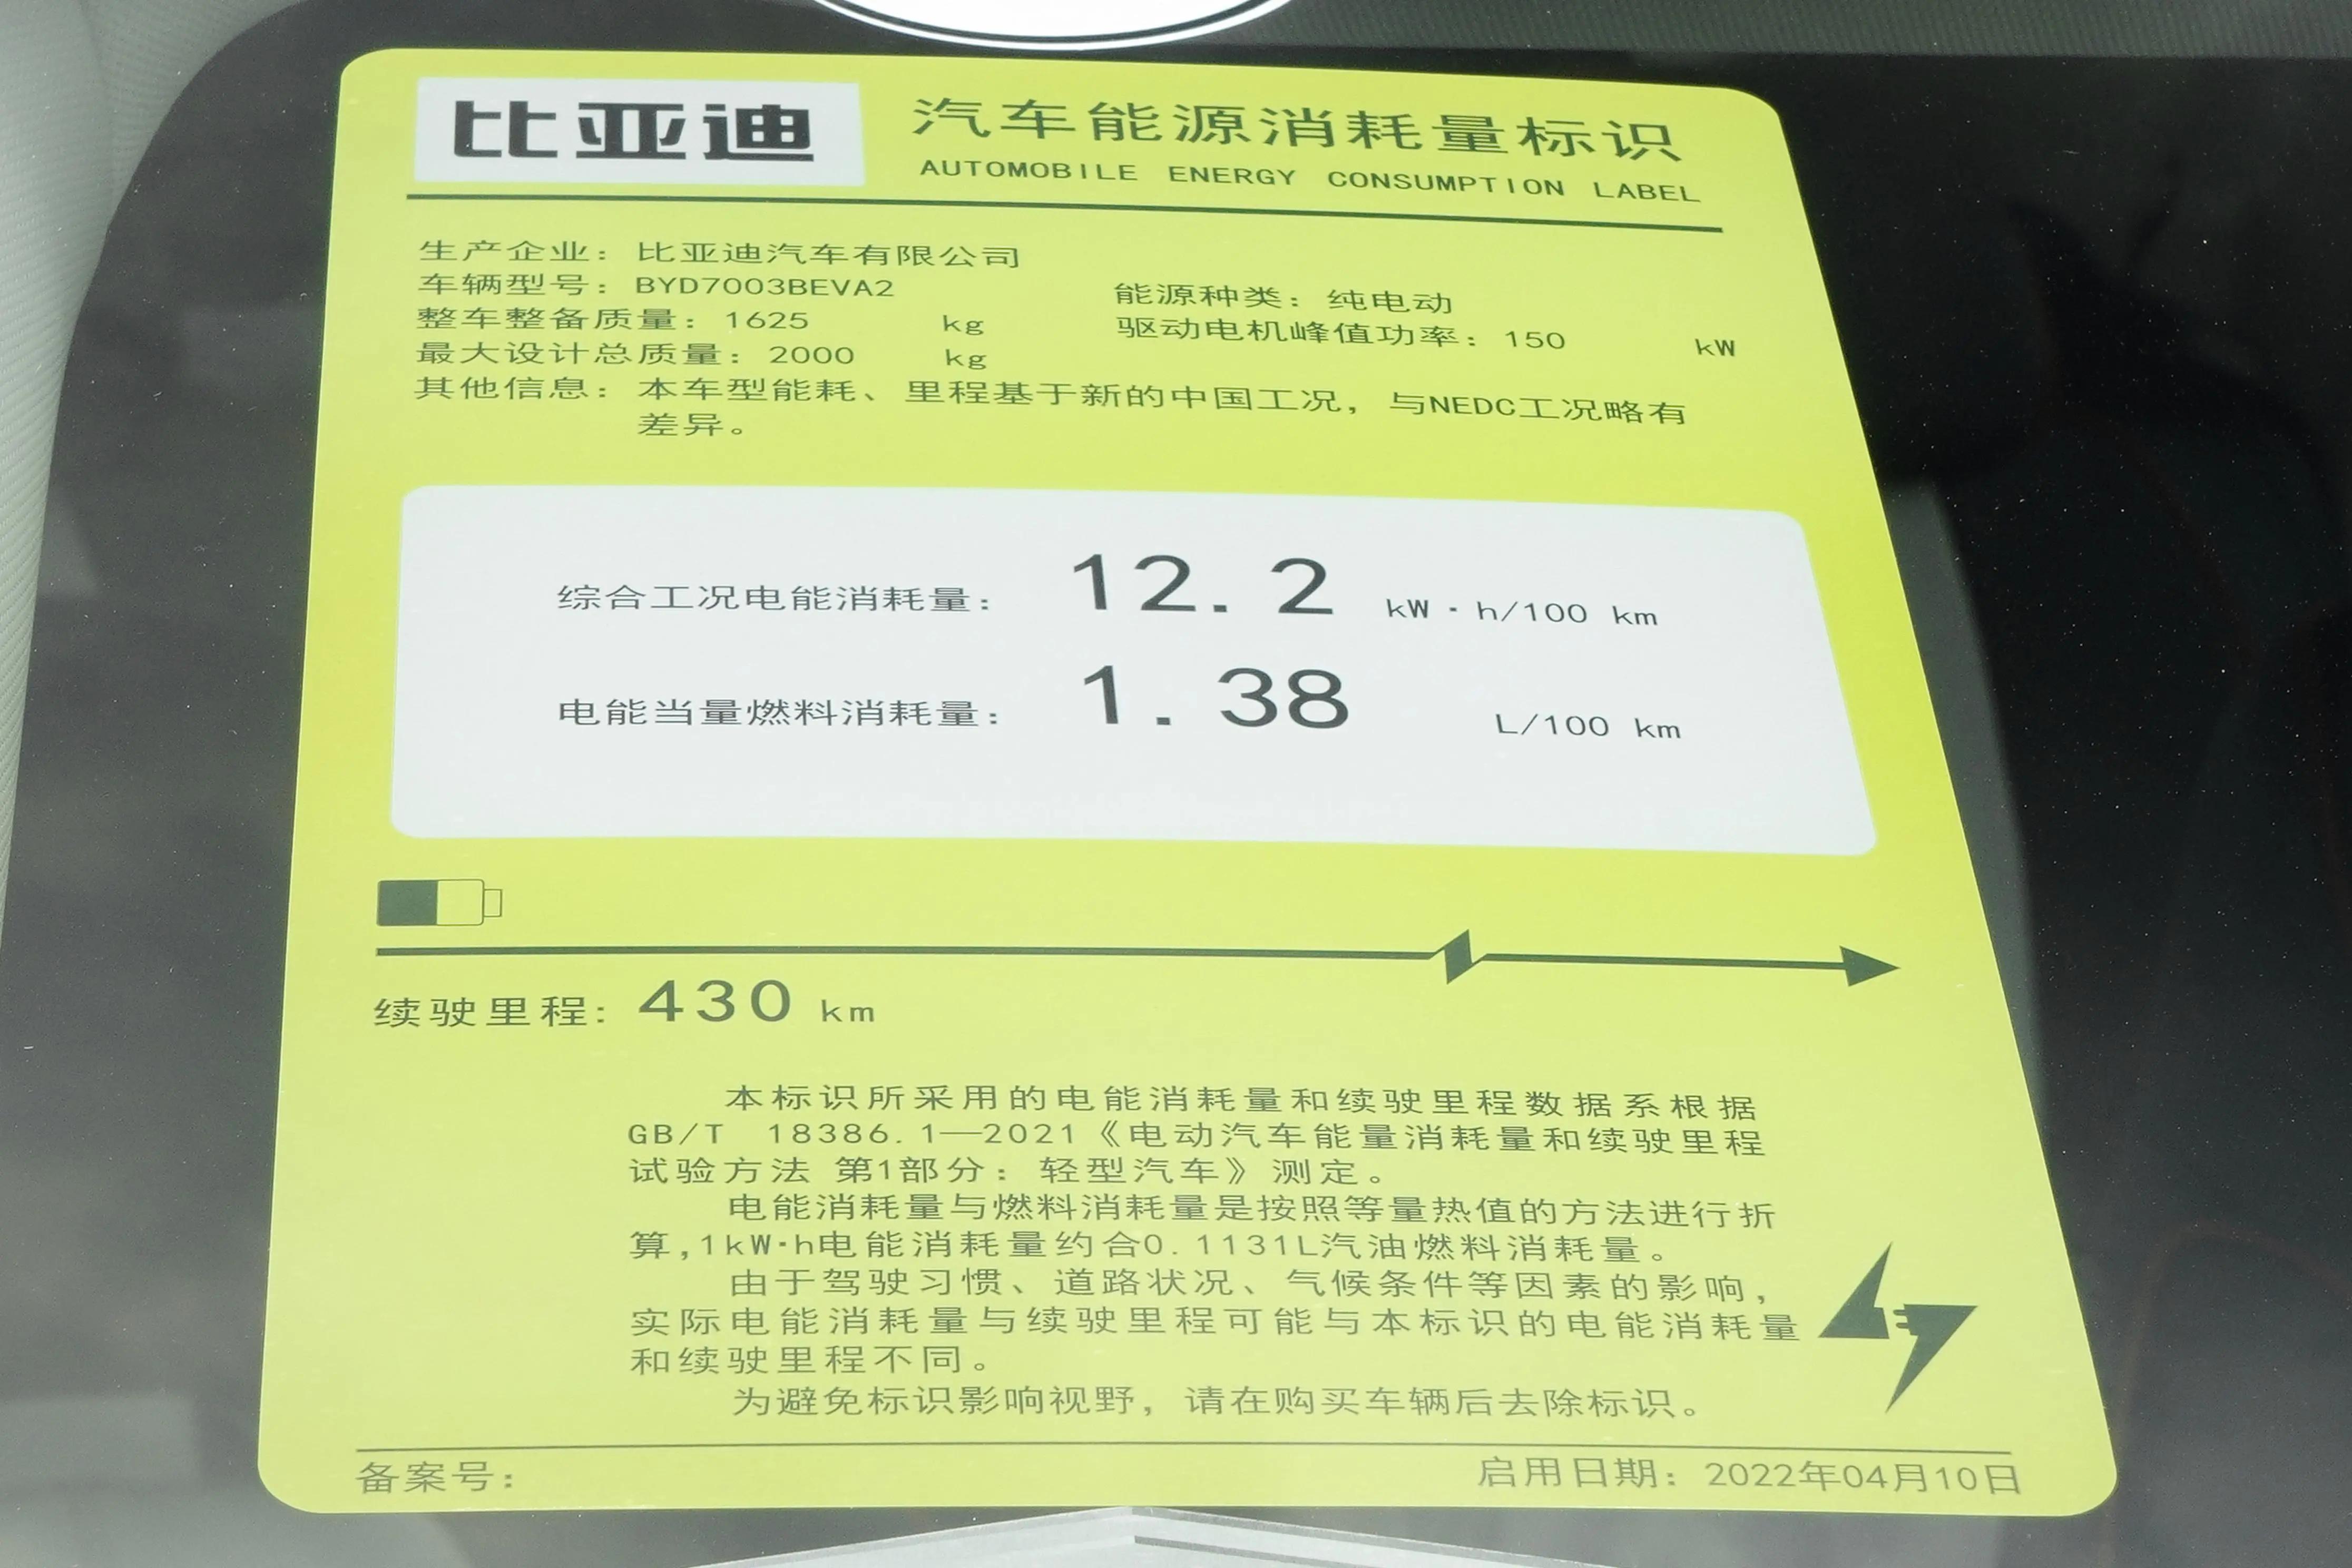 比亚迪
汽车能源消耗量标识
AUTOMOBILE ENERGY CONSUMPTION LABEL
生产企业：比亚迪汽车有限公司
车辆型号：BYD7003BEVA2 能源种类：纯电动
整车整备质量：1625 kg 驱动电机峰值功率：150 kW
最大设计总质量：2000 kg
其他信息：本车型能耗、里程基于新的中国工况，与NEDC工况略有
差异。
综合工况电能消耗量：12.2 kW·h/100 km
电能当量燃料消耗量：1.38 L/100 km
续驶里程：430 km
本标识所采用的电能消耗量和续驶里程数据系根据
GB/T 18386.1—2021《电动汽车能量消耗量和续驶里程
试验方法 第1部分：轻型汽车》测定。
电能消耗量与燃料消耗量是按照等量热值的方法进行折
算,1kW·h电能消耗量约合0.1131L汽油燃料消耗量。
由于驾驶习惯、道路状况、气候条件等因素的影响，
实际电能消耗量与续驶里程可能与本标识的电能消耗量
和续驶里程不同。
为避免标识影响视野，请在购买车辆后去除标识。
备案号：
启用日期：2022年04月10日